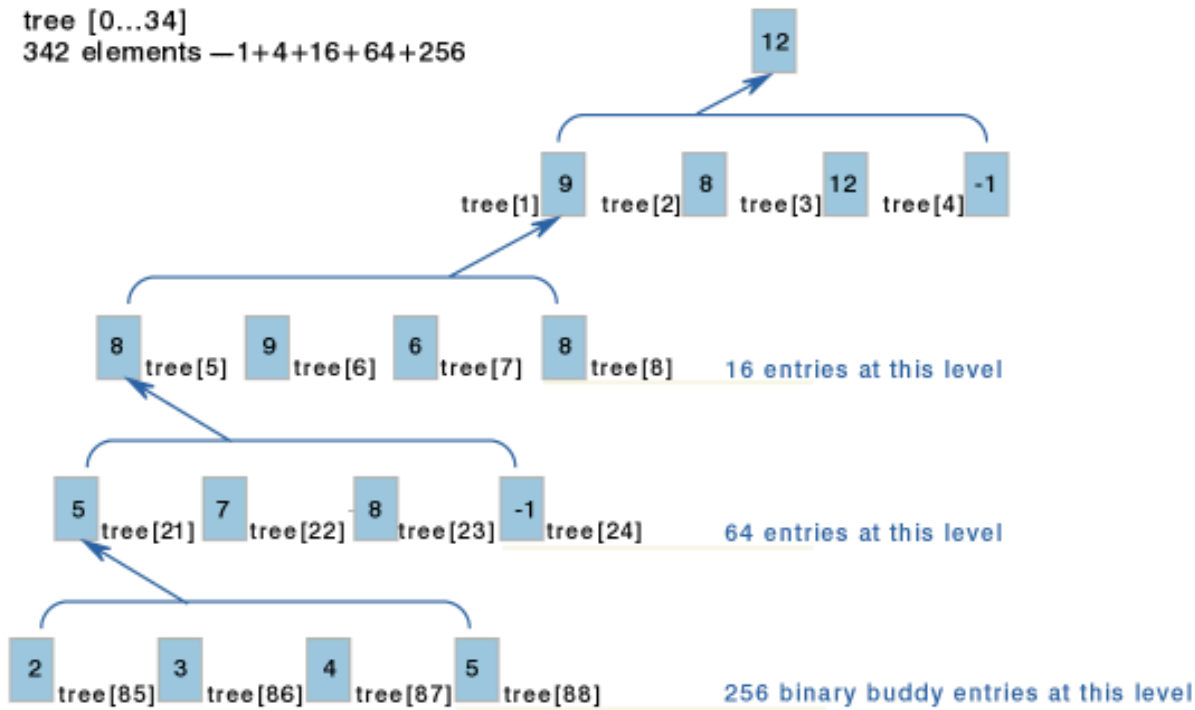 tree [0...34]
342 elements —1+4+16+64+256
12
tree[1] 9 tree[2] 8 tree[3] 12 tree[4] -1
8 tree[5] 9 tree[6] 6 tree[7] 8 tree[8] 16 entries at this level
5 tree[21] 7 tree[22] 8 tree[23] -1 tree[24] 64 entries at this level
2 tree[85] 3 tree[86] 4 tree[87] 5 tree[88] 256 binary buddy entries at this level